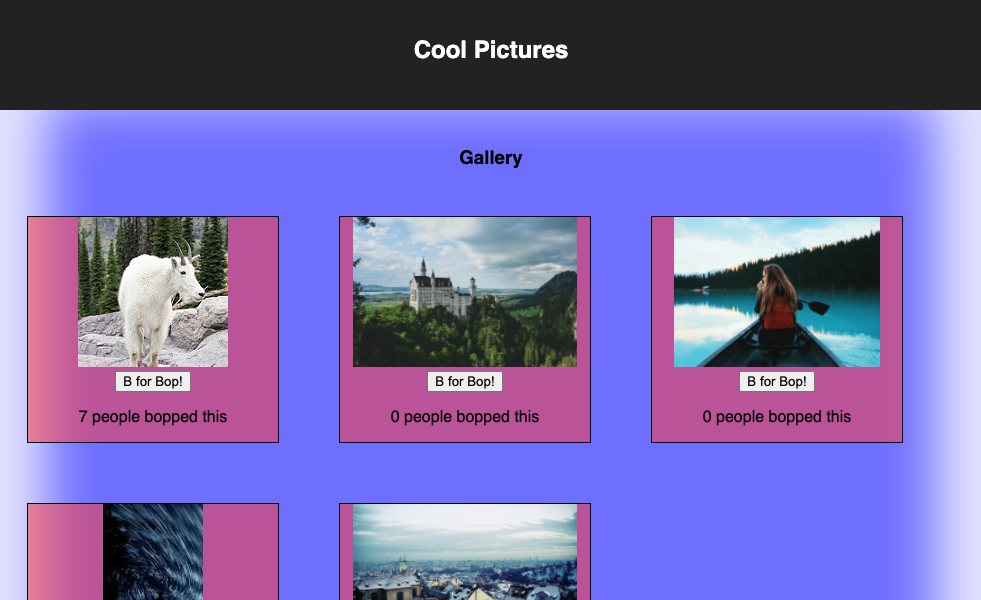 Cool Pictures
Gallery
B for Bop!
7 people bopped this
B for Bop!
0 people bopped this
B for Bop!
0 people bopped this